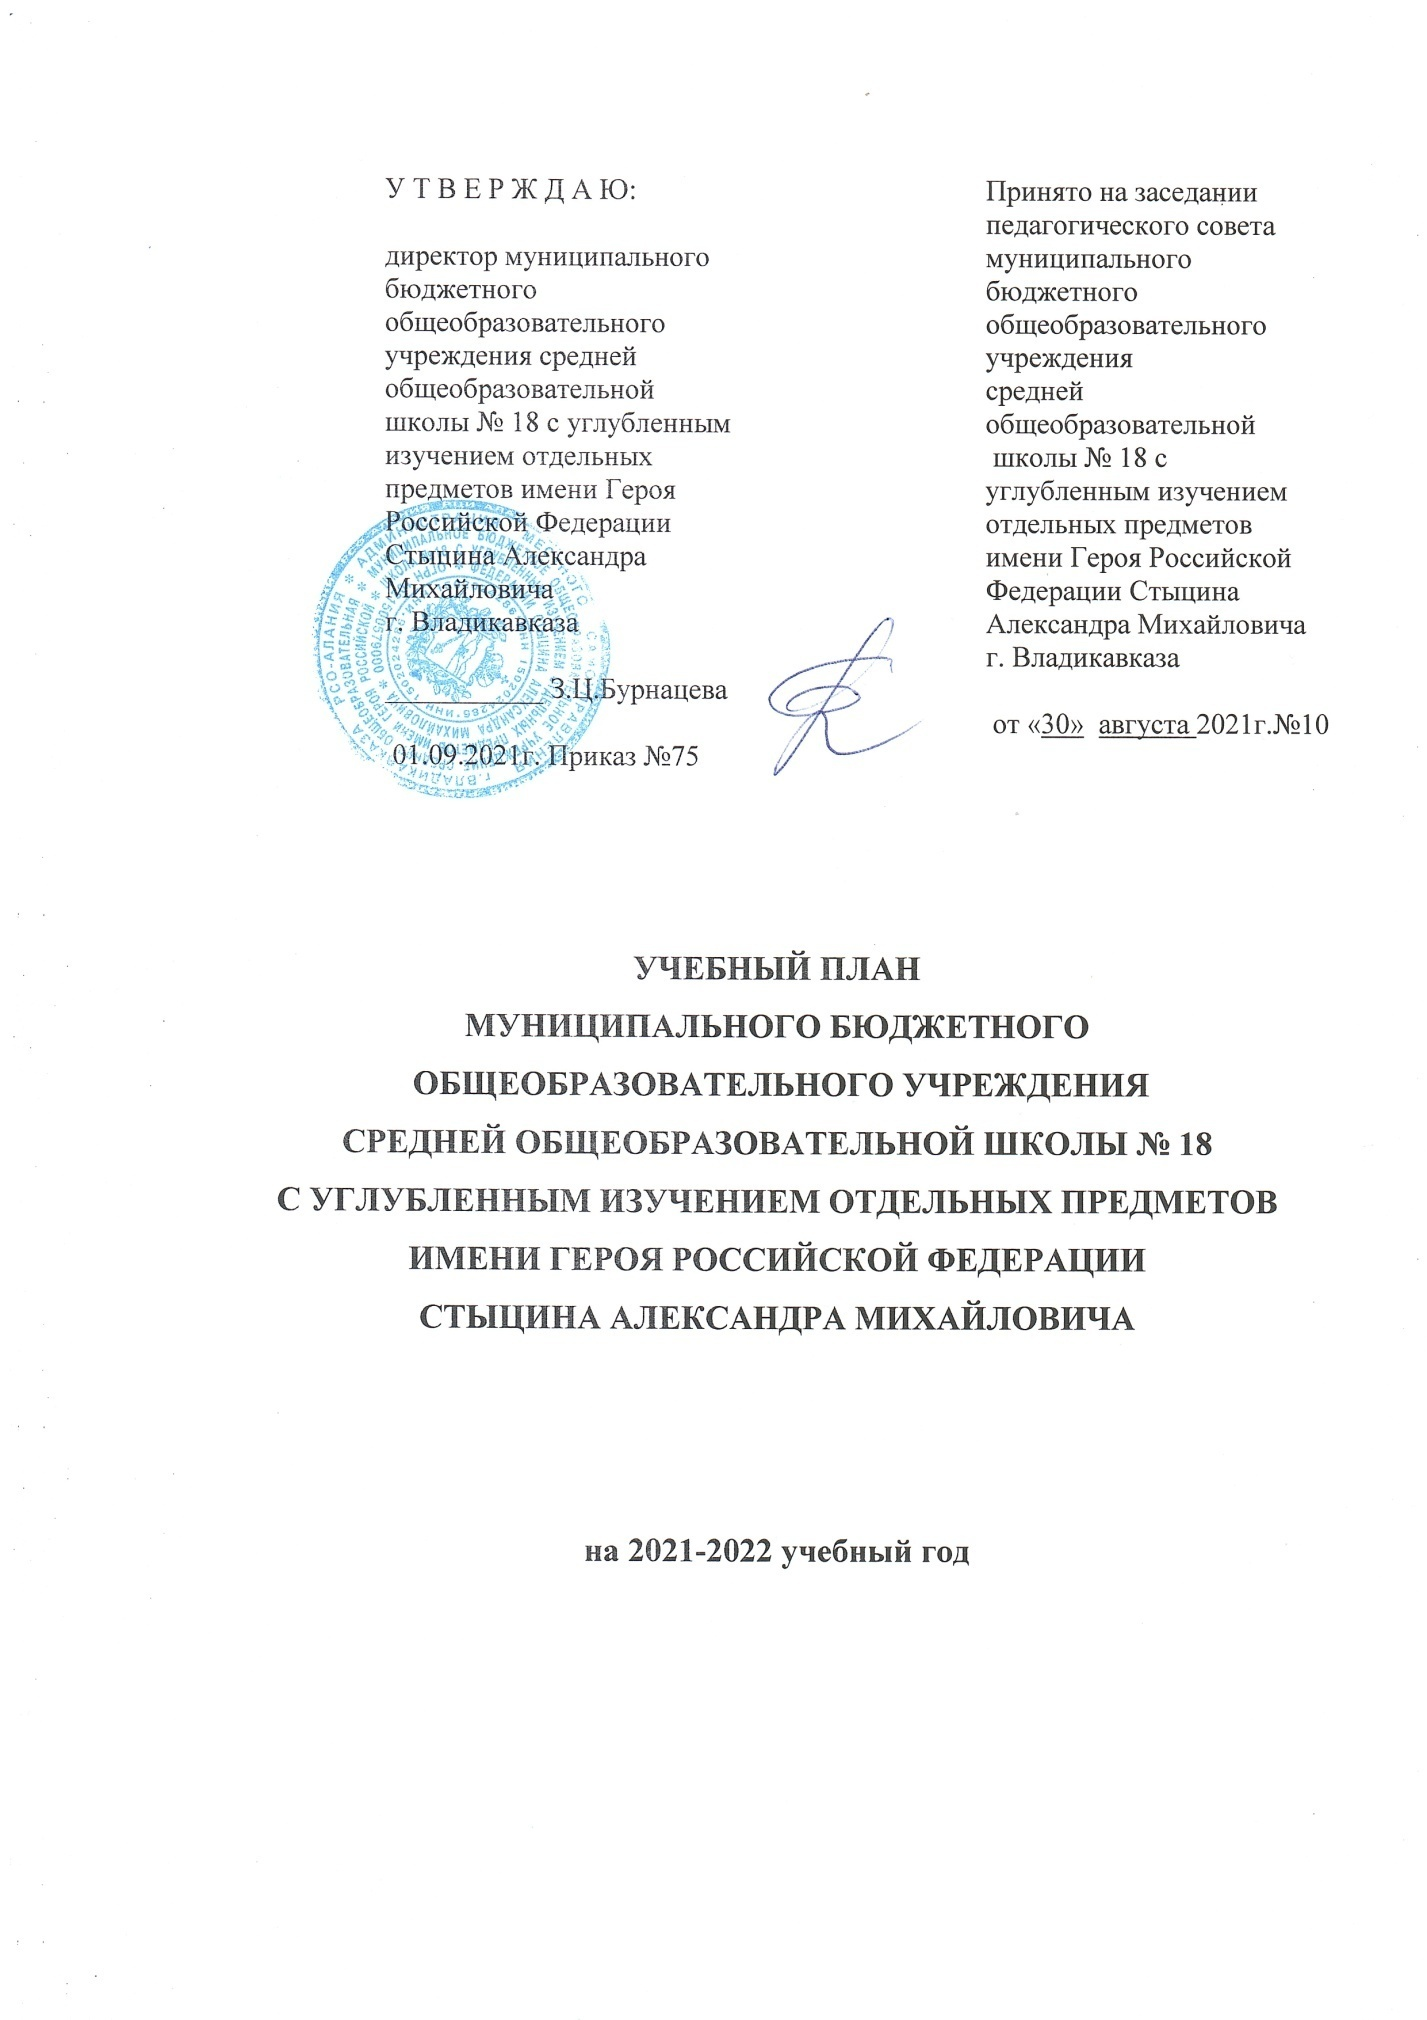 У Т В Е Р Ж Д А Ю:
директор муниципального
бюджетного
общеобразовательного
учреждения средней
общеобразовательной
школы № 18 с углубленным
изучением отдельных
предметов имени Героя
Российской Федерации
Стыцина Александра
Михайловича
г. Владикавказа
____________ З.Ц.Бурнацева
01.09.2021г. Приказ №75
Принято на заседании
педагогического совета
муниципального
бюджетного
общеобразовательного
учреждения
средней
общеобразовательной
школы № 18 с
углубленным изучением
отдельных предметов
имени Героя Российской
Федерации Стыцина
Александра Михайловича
г. Владикавказа
от «30» августа 2021г.№10
УЧЕБНЫЙ ПЛАН
МУНИЦИПАЛЬНОГО БЮДЖЕТНОГО
ОБЩЕОБРАЗОВАТЕЛЬНОГО УЧРЕЖДЕНИЯ
СРЕДНЕЙ ОБЩЕОБРАЗОВАТЕЛЬНОЙ ШКОЛЫ № 18
С УГЛУБЛЕННЫМ ИЗУЧЕНИЕМ ОТДЕЛЬНЫХ ПРЕДМЕТОВ
ИМЕНИ ГЕРОЯ РОССИЙСКОЙ ФЕДЕРАЦИИ
СТЫЦИНА АЛЕКСАНДРА МИХАЙЛОВИЧА
на 2021-2022 учебный год